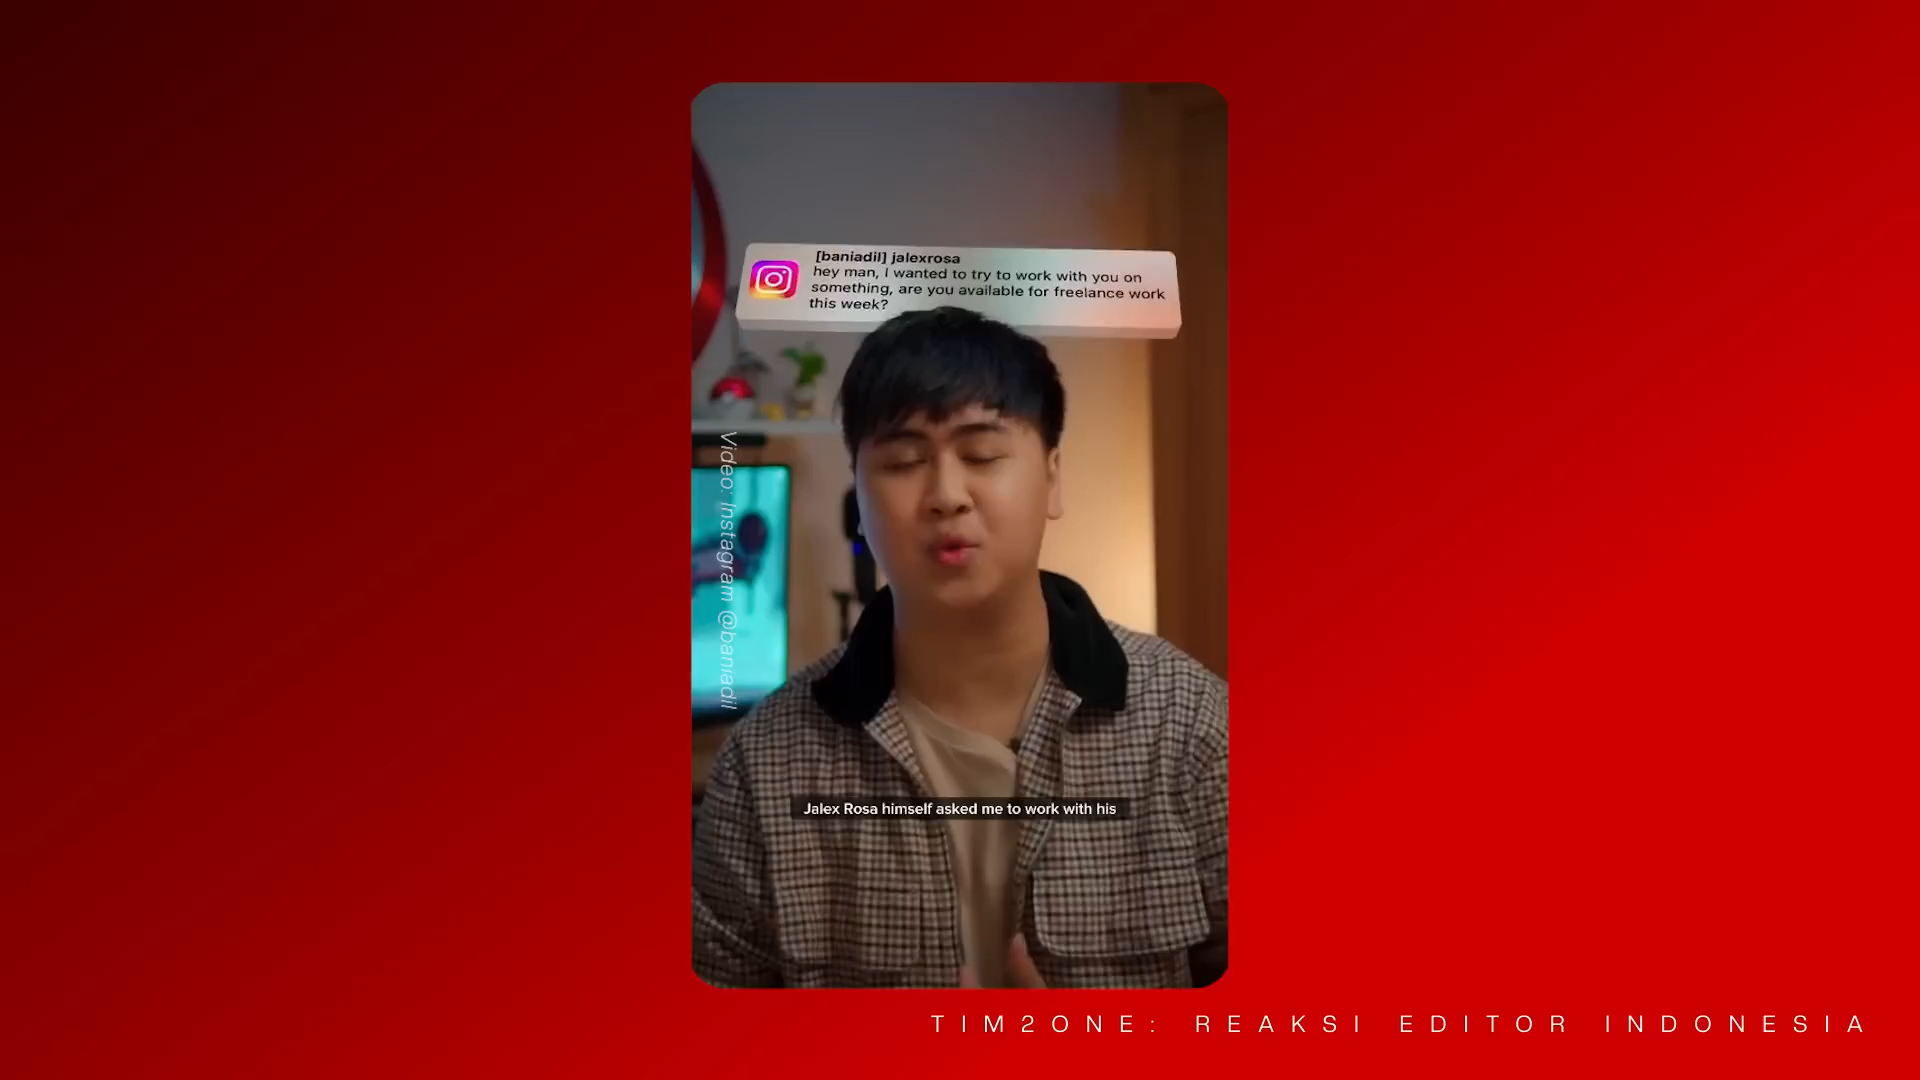 [baniadil] jalexrosa
hey man, I wanted to try to work with you on
something, are you available for freelance work
this week?
Video: Instagram @baniadil
Jalex Rosa himself asked me to work with his
TIM2ONE: REAKSI EDITOR INDONESIA